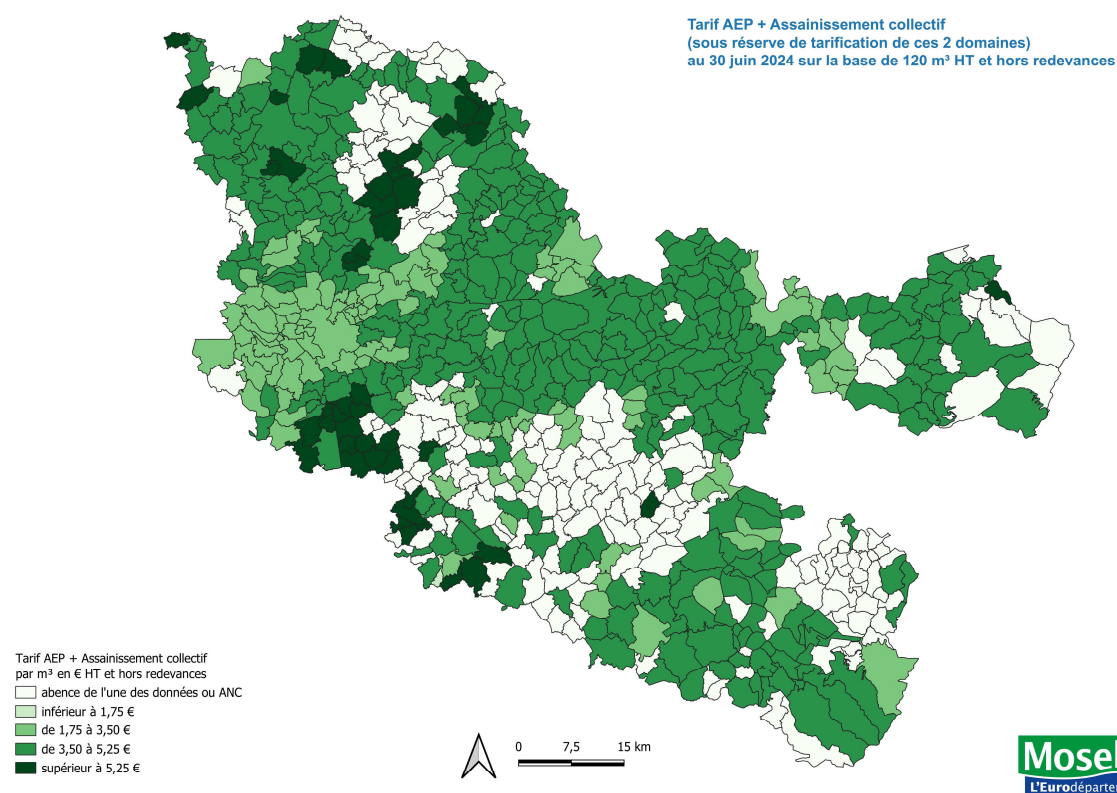 Tarif AEP + Assainissement collectif
(sous réserve de tarification de ces 2 domaines)
au 30 juin 2024 sur la base de 120 m³ HT et hors redevances
Tarif AEP + Assainissement collectif
par m³ en € HT et hors redevances
abence de l'une des données ou ANC
inférieur à 1,75 €
de 1,75 à 3,50 €
de 3,50 à 5,25 €
supérieur à 5,25 €
0 7,5 15 km
Mosel
L'Eurodéparte